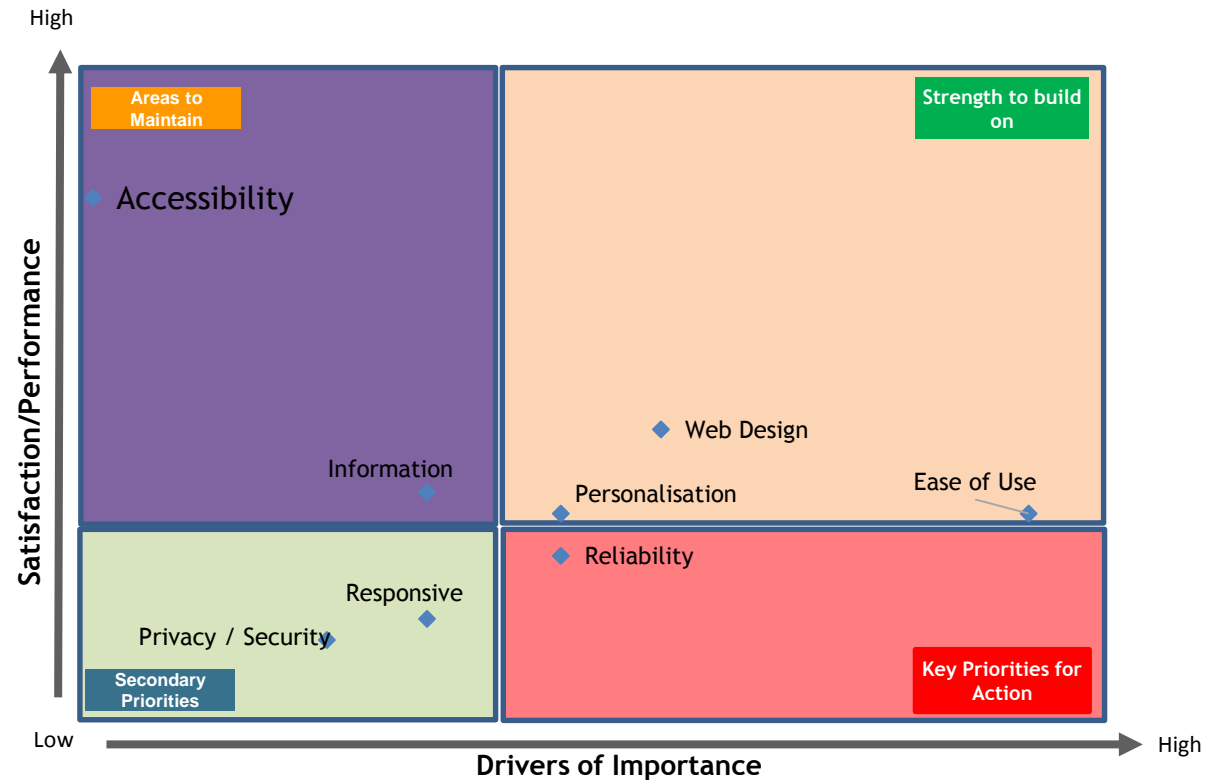 High
Areas to
Maintain
Strength to build
on
Accessibility
Satisfaction/Performance
Web Design
Information
Ease of Use
Personalisation
Reliability
Responsive
Privacy / Security
Secondary
Priorities
Key Priorities for
Action
Low
High
Drivers of Importance